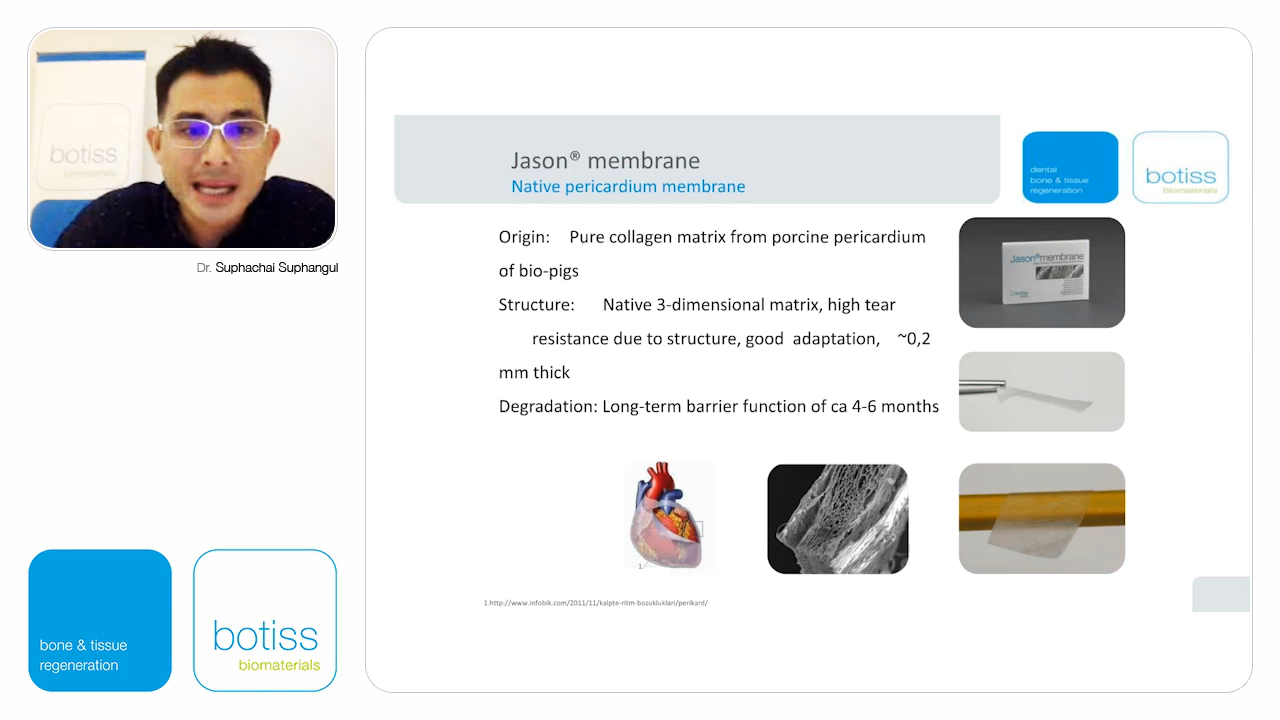 botiss
biomaterials
Dr. Suphachai Suphangul
bone & tissue
regeneration
botiss
biomaterials
Jason® membrane
Native pericardium membrane
dental
bone & tissue
regeneration
botiss
biomaterials
Origin: Pure collagen matrix from porcine pericardium
of bio-pigs
Structure: Native 3-dimensional matrix, high tear
resistance due to structure, good adaptation, ~0,2
mm thick
Degradation: Long-term barrier function of ca 4-6 months
Jason®membrane
1.
1.http://www.infobik.com/2011/11/kalpte-ritm-bozukluklari/perikard/